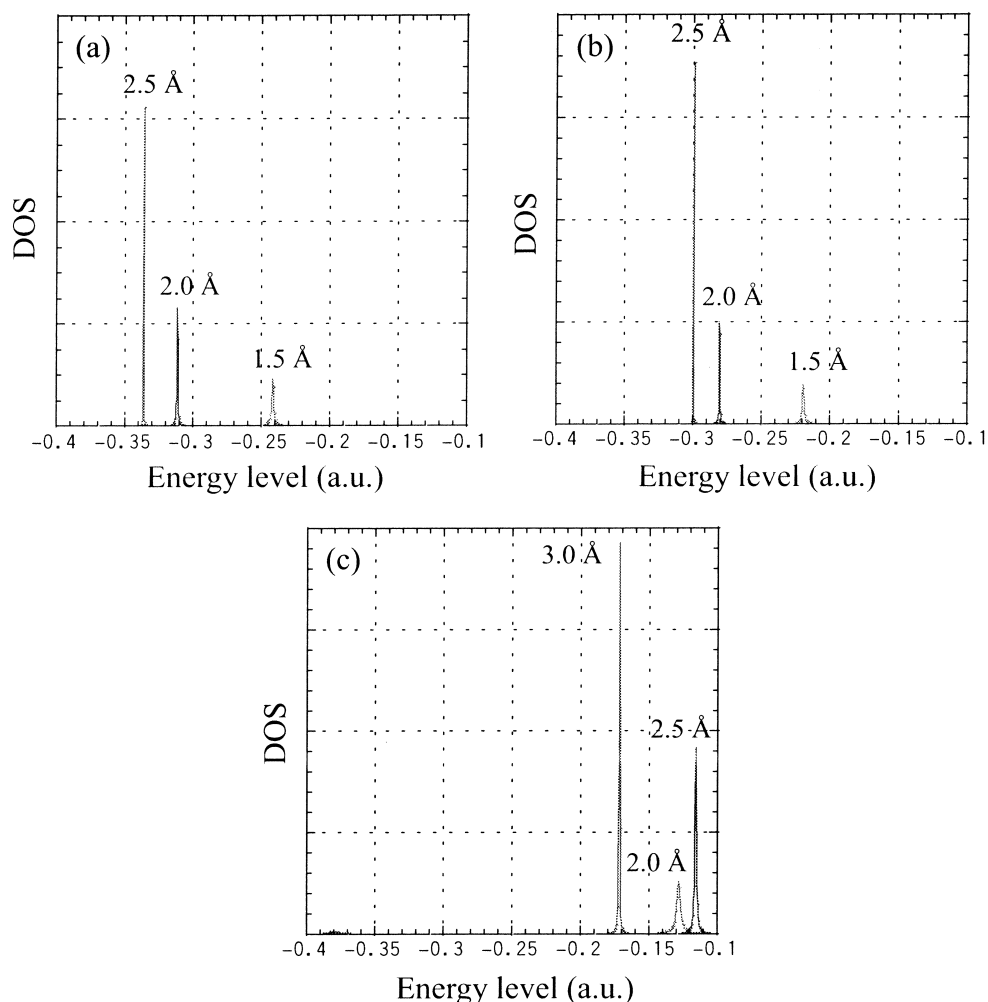 (a)
2.5 Å
2.0 Å
1.5 Å
DOS
-0.4 -0.35 -0.3 -0.25 -0.2 -0.15 -0.1
Energy level (a.u.)
(b)
2.5 Å
2.0 Å
1.5 Å
DOS
-0.4 -0.35 -0.3 -0.25 -0.2 -0.15 -0.1
Energy level (a.u.)
(c)
3.0 Å
2.5 Å
2.0 Å
DOS
-0.4 -0.35 -0.3 -0.25 -0.2 -0.15 -0.1
Energy level (a.u.)